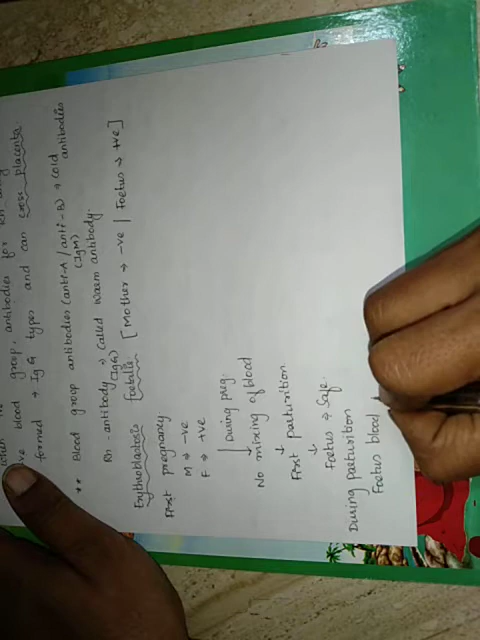 ve blood group, antibodies for
formed → IgG types and can cross placenta.
** Blood group antibodies (anti-A / anti-B) → cold antibodies
(IgM)
Rh-antibody → called warm antibody.
(IgG)
Erythroblastosis foetalis [Mother → -ve | Foetus → +ve]
First pregnancy
M → -ve
F → +ve
↓ During preg.
No mixing of blood
↓
First parturition
↓
Foetus → Safe.
During parturition
Foetus blood